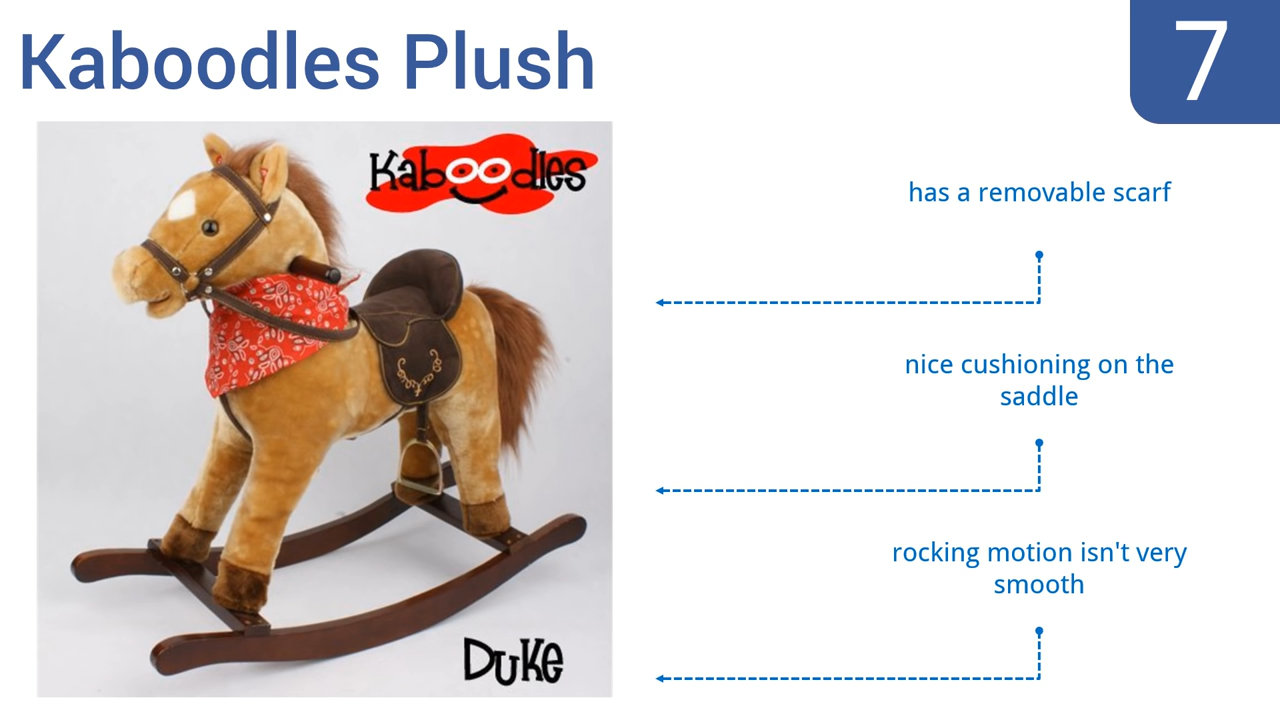 Kaboodles Plush
7
Kaboodles
has a removable scarf
nice cushioning on the
saddle
rocking motion isn't very
smooth
Duke